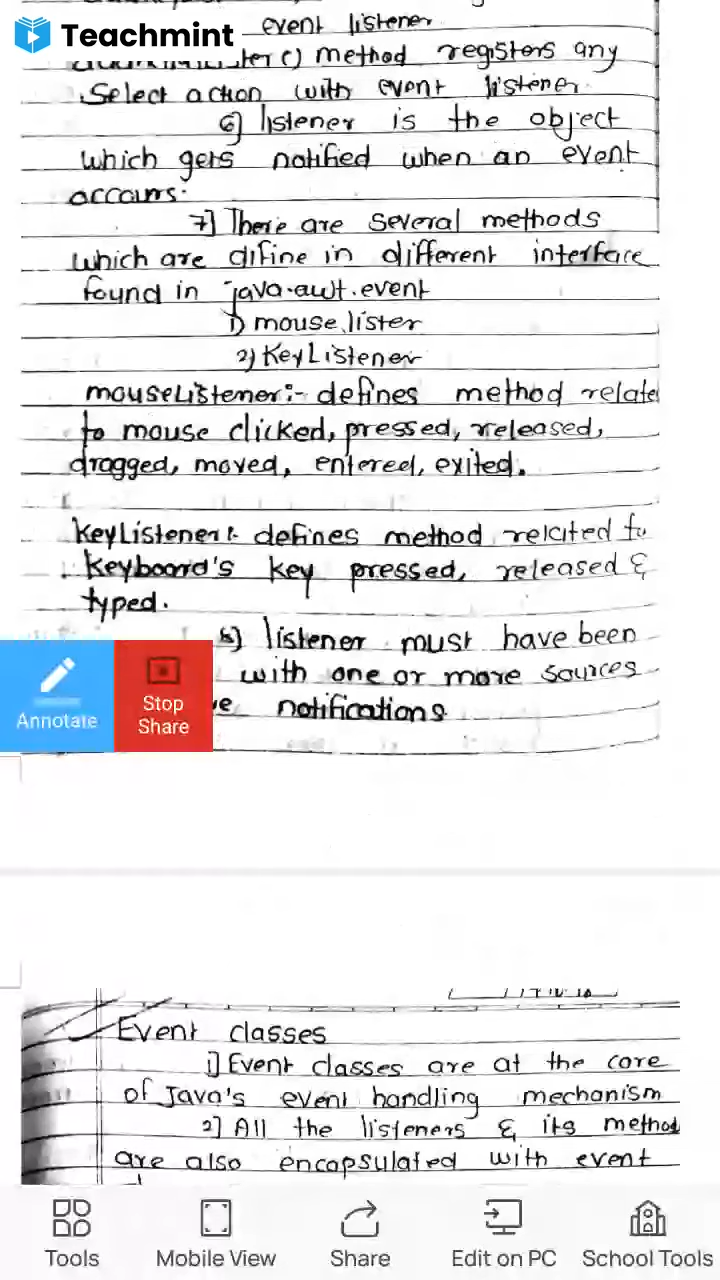 Teachmint
event listener
ter() method registers any
Select action with event listener.
6] listener is the object
which gets notified when an event
accours.
7] There are several methods
which are difine in different interface
found in java.awt.event
1) mouse lister
2) KeyListener
mouseListener:- defines method relate
to mouse clicked, pressed, released,
dragged, moved, entered, exited.
KeyListener:- defines method related to
Keyboard's key pressed, released &
typed.
8) listener must have been
with one or more sources
ve notifications
Annotate
Stop
Share
Event classes
1] Event classes are at the core
of Java's event handling mechanism
2] All the listeners & its method
are also encapsulated with event
Tools
Mobile View
Share
Edit on PC
School Tools